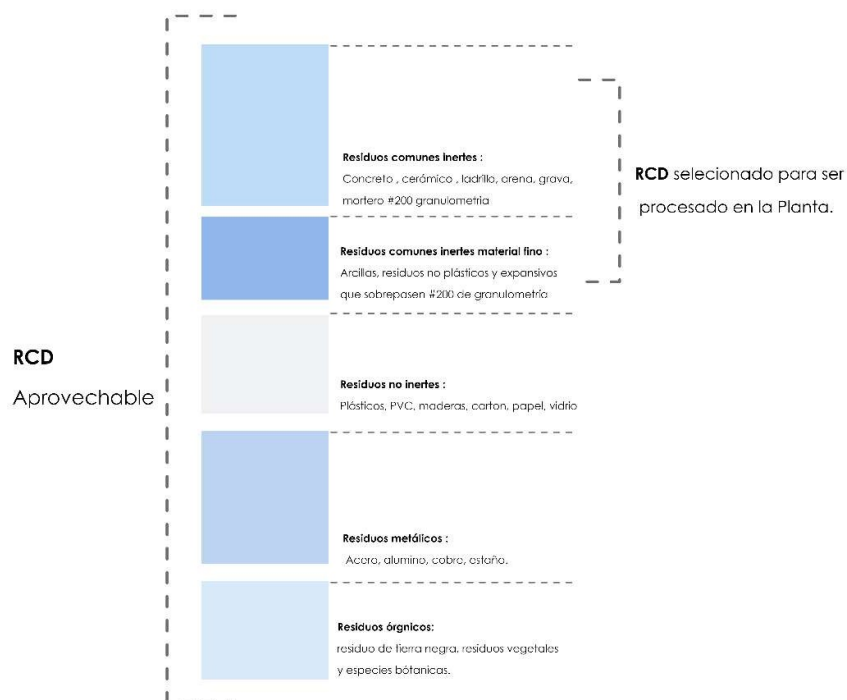 Residuos comunes inertes :
Concreto , cerámico , ladrillo, arena, grava,
mortero #200 granulometria
RCD selecionado para ser
procesado en la Planta.
Residuos comunes inertes material fino :
Arcillas, residuos no plásticos y expansivos
que sobrepasen #200 de granulometría
RCD
Aprovechable
Residuos no inertes :
Plásticos, PVC, maderas, carton, papel, vidrio
Residuos metálicos :
Acero, alumino, cobre, estaño.
Residuos órgnicos:
residuo de tierra negra, residuos vegetales
y especies bótanicas.